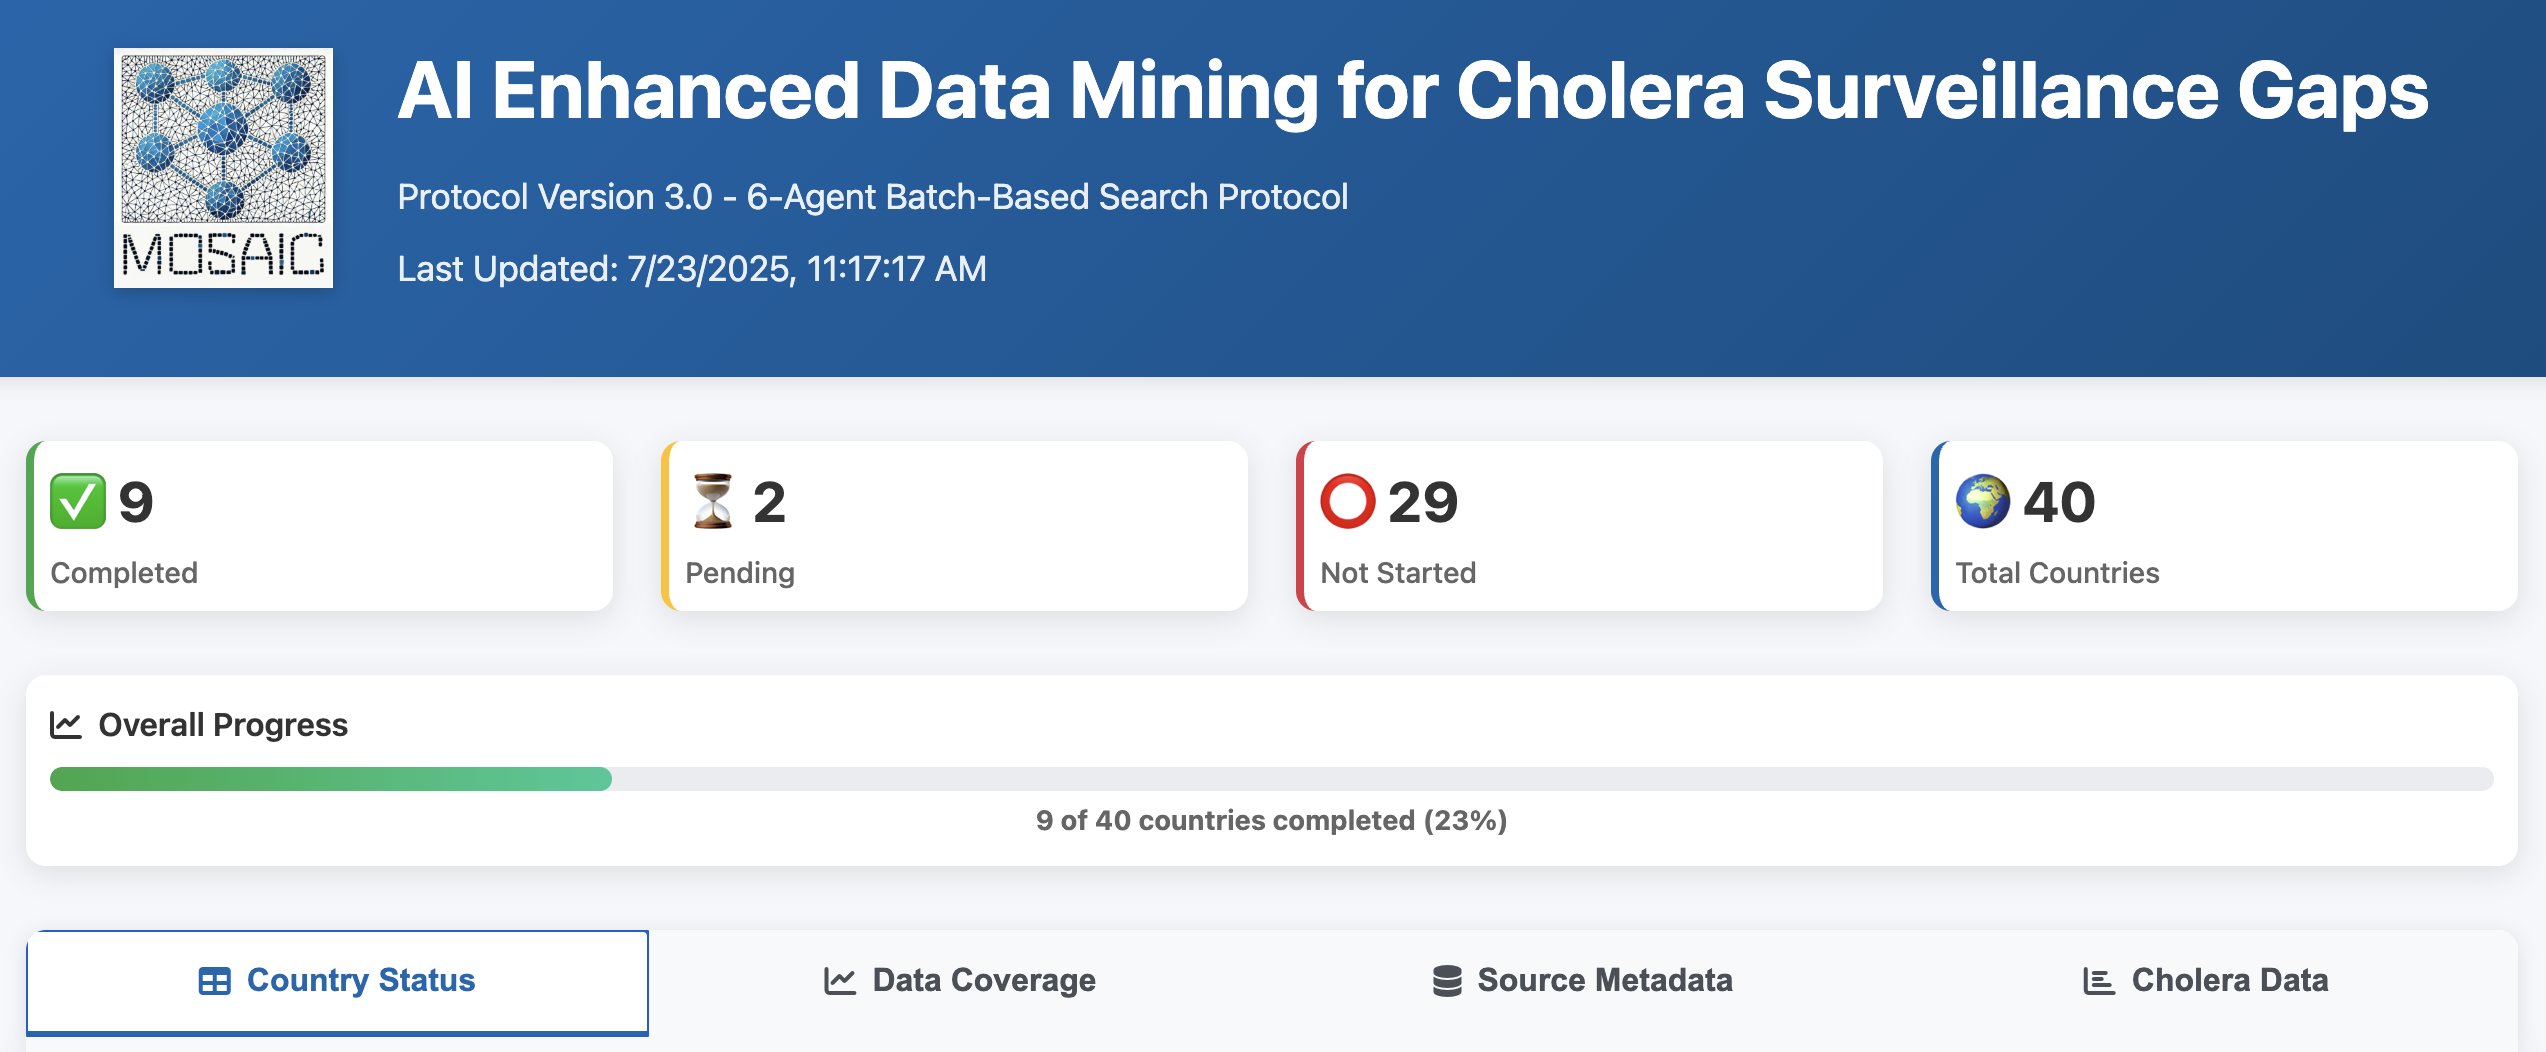 MOSAIC
AI Enhanced Data Mining for Cholera Surveillance Gaps
Protocol Version 3.0 - 6-Agent Batch-Based Search Protocol
Last Updated: 7/23/2025, 11:17:17 AM
9
Completed
2
Pending
29
Not Started
40
Total Countries
Overall Progress
9 of 40 countries completed (23%)
Country Status
Data Coverage
Source Metadata
Cholera Data